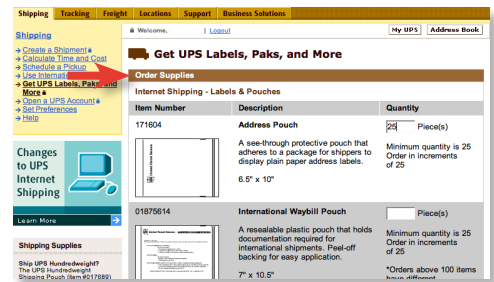 Shipping Tracking Freight Locations Support Business Solutions
Welcome, | Logout
My UPS Address Book
Shipping
→ Create a Shipment
→ Calculate Time and Cost
→ Schedule a Pickup
→ Use Internatio
→ Get UPS Labels, Paks, and
More
→ Open a UPS Account
→ Set Preferences
→ Help
Changes
to UPS
Internet
Shipping
Learn More
Shipping Supplies
Ship UPS Hundredweight?
The UPS Hundredweight
Shipping Pouch (item #017689)
Get UPS Labels, Paks, and More
Order Supplies
Internet Shipping - Labels & Pouches
Item Number Description Quantity
171604 Address Pouch 25 Piece(s)
A see-through protective pouch that
adheres to a package for shippers to
display plain paper address labels.
6.5" x 10"
Minimum quantity is 25
Order in increments
of 25
01875614 International Waybill Pouch Piece(s)
A resealable plastic pouch that holds
documentation required for
international shipments. Peel-off
backing for easy application.
7" x 10.5"
Minimum quantity is 25
Order in increments
of 25
*Orders above 100 items
have different